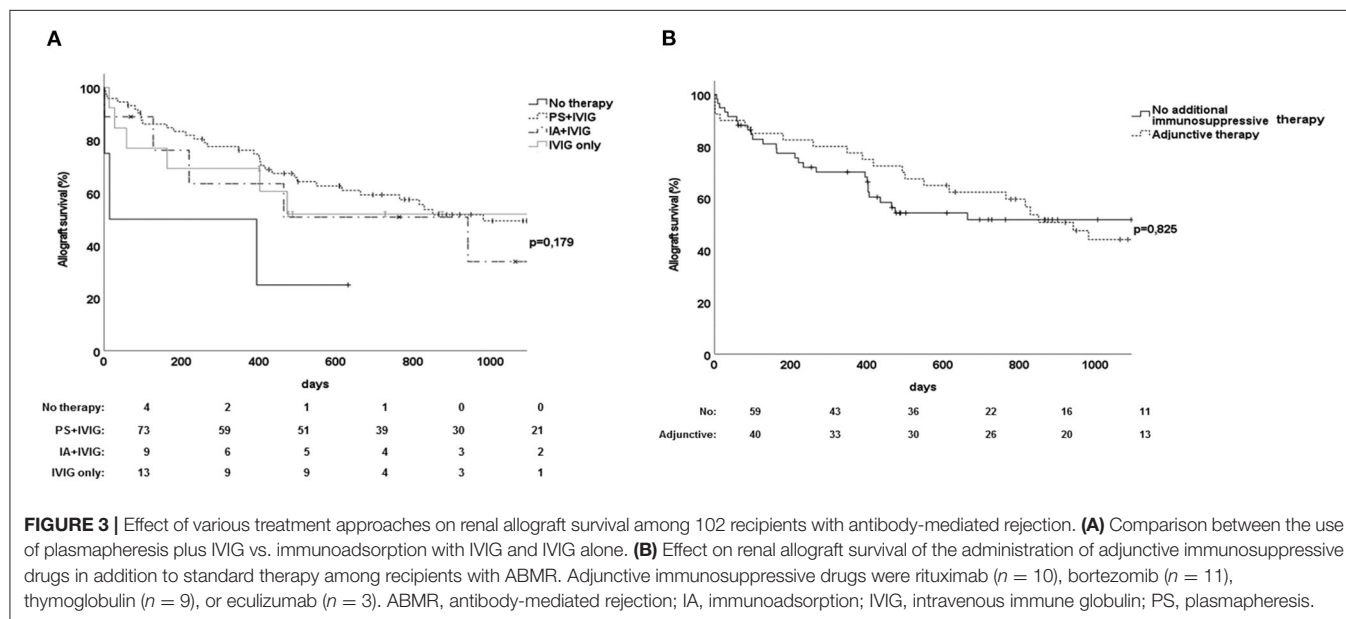 A
100
80
60
40
20
0
Allograft survival (%)
0 200 400 600 800 1000
days
No therapy
PS+IVIG
IA+IVIG
IVIG only
p=0,179
No therapy: 4 2 1 1 0 0
PS+IVIG: 73 59 51 39 30 21
IA+IVIG: 9 6 5 4 3 2
IVIG only: 13 9 9 4 3 1
B
100
80
60
40
20
0
Allograft survival (%)
0 200 400 600 800 1000
days
No additional
immunosuppressive therapy
Adjunctive therapy
p=0,825
No: 59 43 36 22 16 11
Adjunctive: 40 33 30 26 20 13
FIGURE 3 | Effect of various treatment approaches on renal allograft survival among 102 recipients with antibody-mediated rejection. (A) Comparison between the use
of plasmapheresis plus IVIG vs. immunoadsorption with IVIG and IVIG alone. (B) Effect on renal allograft survival of the administration of adjunctive immunosuppressive
drugs in addition to standard therapy among recipients with ABMR. Adjunctive immunosuppressive drugs were rituximab (n = 10), bortezomib (n = 11),
thymoglobulin (n = 9), or eculizumab (n = 3). ABMR, antibody-mediated rejection; IA, immunoadsorption; IVIG, intravenous immune globulin; PS, plasmapheresis.